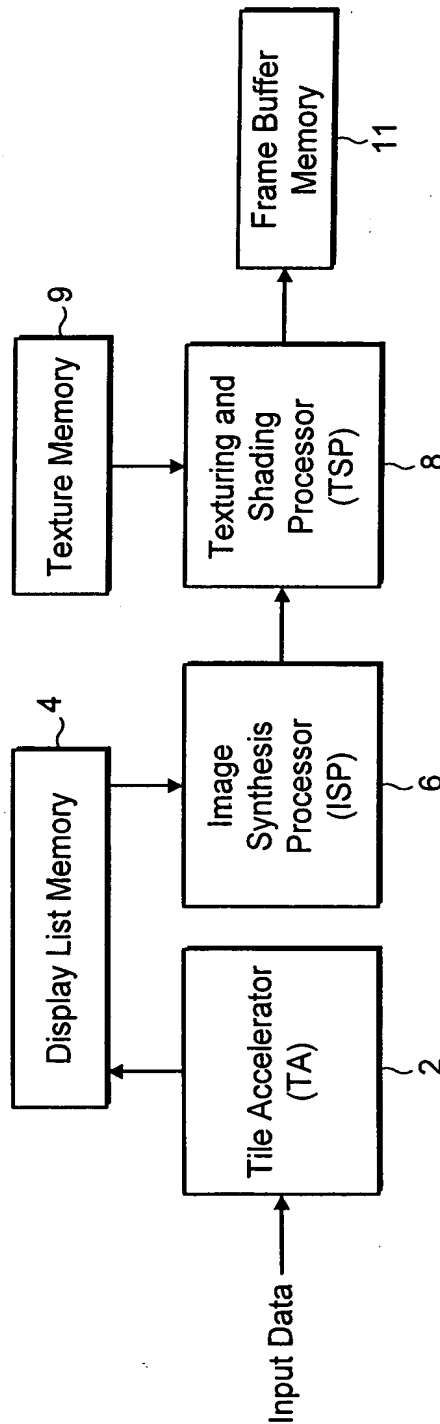 Input Data
Tile Accelerator
(TA)
2
Display List Memory
4
Image
Synthesis
Processor
(ISP)
6
Texturing and
Shading
Processor
(TSP)
8
Texture Memory
9
Frame Buffer
Memory
11